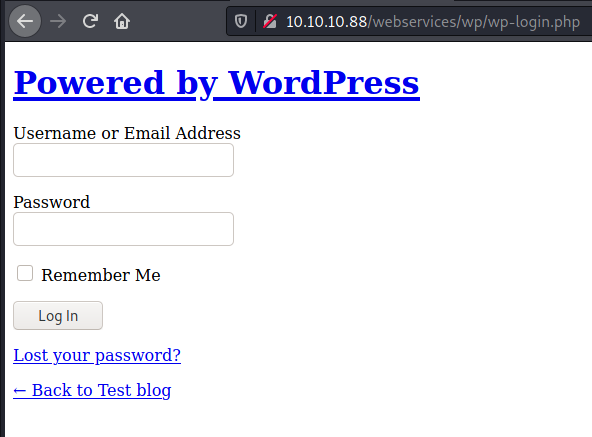 10.10.10.88/webservices/wp/wp-login.php
Powered by WordPress
Username or Email Address
Password
Remember Me
Log In
Lost your password?
← Back to Test blog